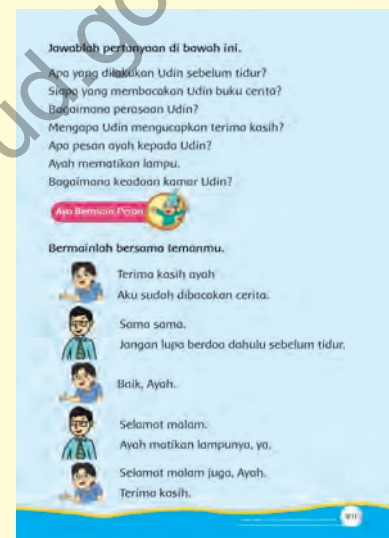 Jawablah pertanyaan di bawah ini.
Apa yang dilakukan Udin sebelum tidur?
Siapa yang membacakan Udin buku cerita?
Bagaimana perasaan Udin?
Mengapa Udin mengucapkan terima kasih?
Apa pesan ayah kepada Udin?
Ayah mematikan lampu.
Bagaimana keadaan kamar Udin?
Ayo Bermain Peran
Bermainlah bersama temanmu.
Terima kasih ayah
Aku sudah dibacakan cerita.
Sama sama.
Jangan lupa berdoa dahulu sebelum tidur.
Baik, Ayah.
Selamat malam.
Ayah matikan lampunya, ya.
Selamat malam juga, Ayah.
Terima kasih.